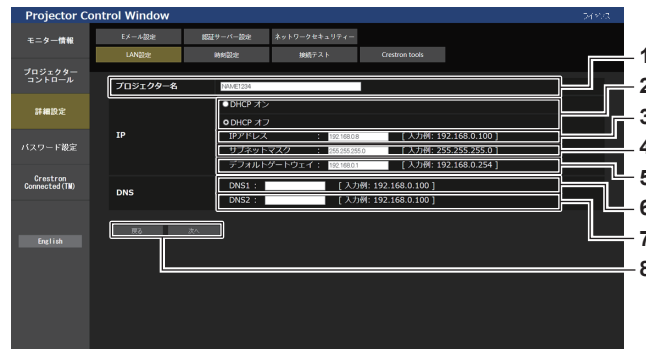 Projector Control Window
モニター情報
プロジェクター
コントロール
詳細設定
パスワード設定
Crestron
Connected(TM)
English
Eメール設定 認証サーバー設定 ネットワークセキュリティー
LAN設定 時刻設定 接続テスト Crestron tools
プロジェクター名 NAME1234
IP
DHCP オン
DHCP オフ
IPアドレス : 192.168.0.8 [ 入力例: 192.168.0.100 ]
サブネットマスク : 255.255.255.0 [ 入力例: 255.255.255.0 ]
デフォルトゲートウェイ : 192.168.0.1 [ 入力例: 192.168.0.254 ]
DNS
DNS1 : [ 入力例: 192.168.0.100 ]
DNS2 : [ 入力例: 192.168.0.100 ]
戻る 次へ
1
2
3
4
5
6
7
8